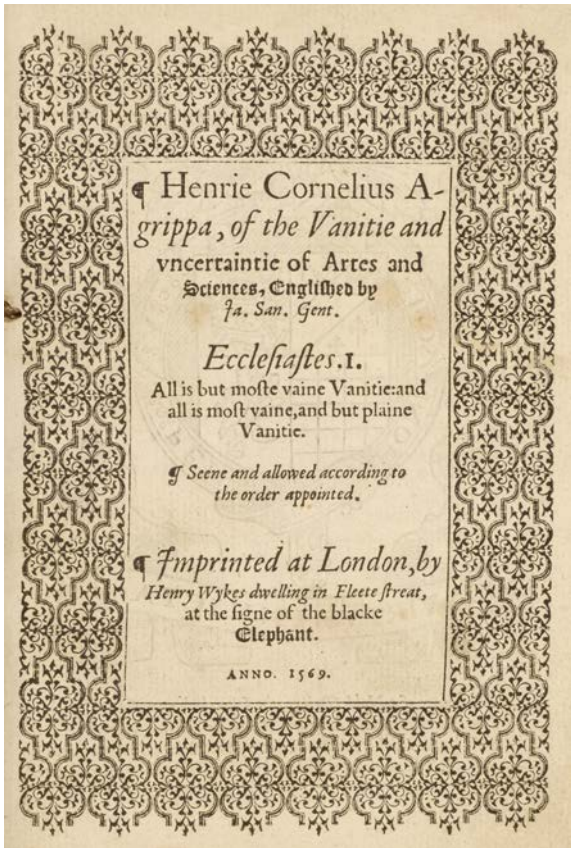 ¶ Henrie Cornelius A-
grippa, of the Vanitie and
vncertaintie of Artes and
Sciences, Engliſhed by
Ja. San. Gent.
Eccleſiaſtes.1.
All is but moſte vaine Vanitie:and
all is moſt vaine,and but plaine
Vanitie.
¶ Seene and allowed according to
the order appointed.
¶ Imprinted at London,by
Henry Wykes dwelling in Fleete ſtreat,
at the ſigne of the blacke
Elephant.
ANNO. 1569.